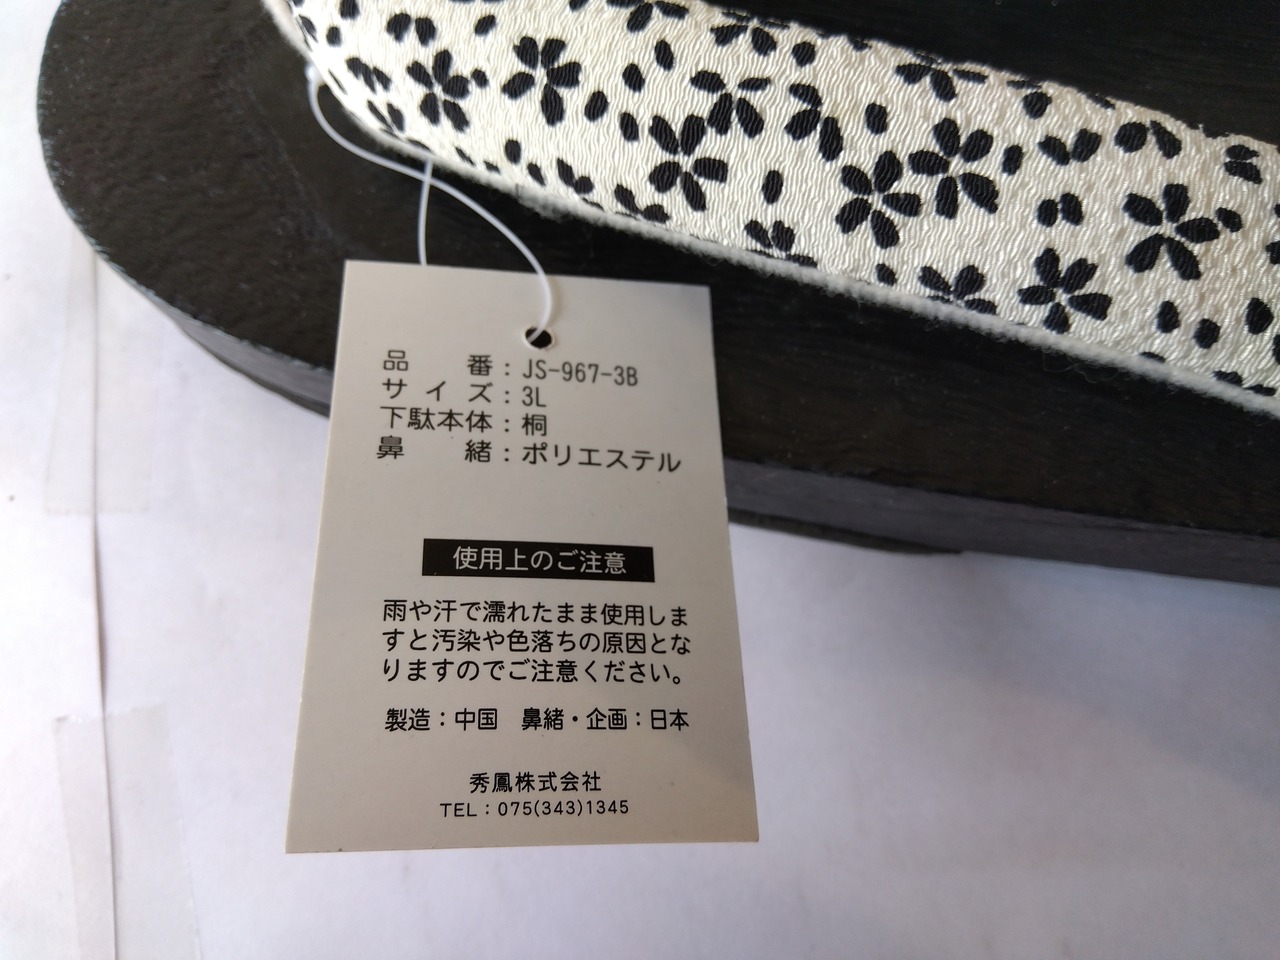 品　　番：JS-967-3B
サイズ：3L
下駄本体：桐
鼻　　緒：ポリエステル
使用上のご注意
雨や汗で濡れたまま使用しま
すと汚染や色落ちの原因とな
りますのでご注意ください。
製造：中国　鼻緒・企画：日本
秀鳳株式会社
TEL：075(343)1345